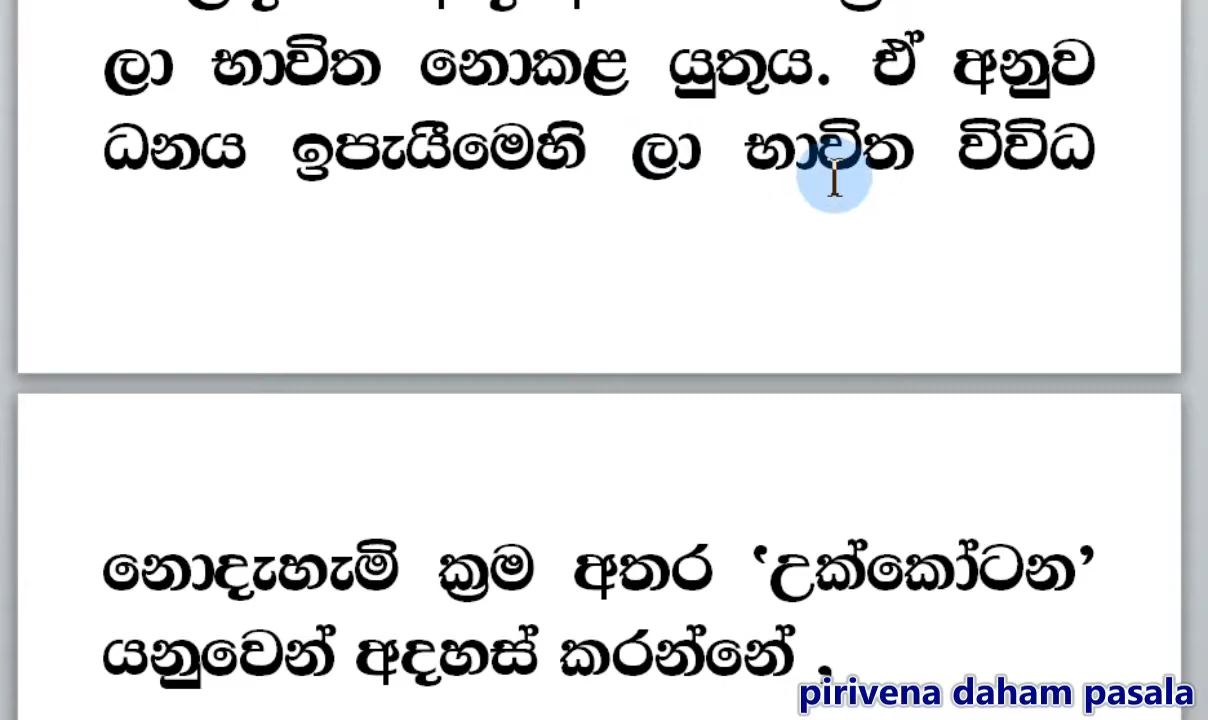 ලා භාවිත නොකළ යුතුය. ඒ අනුව
ධනය ඉපැයීමෙහි ලා භාවිත විවිධ
නොදැහැමි ක්‍රම අතර ‘උක්කෝටන’
යනුවෙන් අදහස් කරන්නේ .
pirivena daham pasala